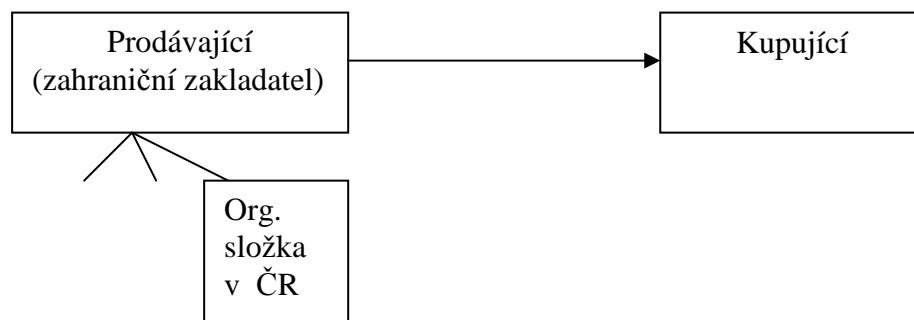 Prodávající
(zahraniční zakladatel)
Kupující
Org.
složka
v ČR